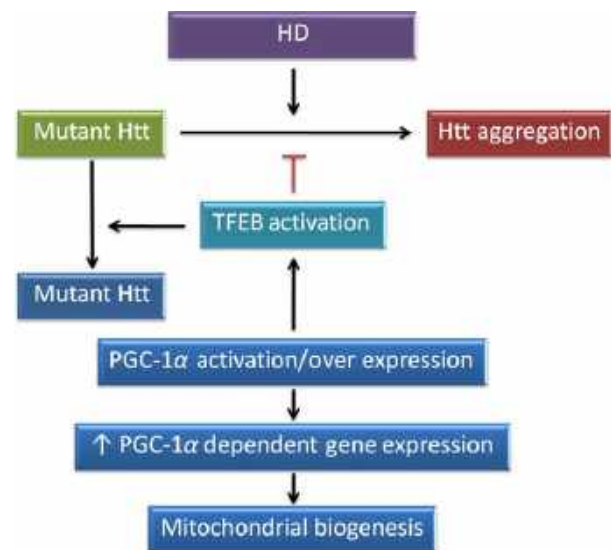 HD
Mutant Htt
Htt aggregation
TFEB activation
Mutant Htt
PGC-1α activation/over expression
↑ PGC-1α dependent gene expression
Mitochondrial biogenesis